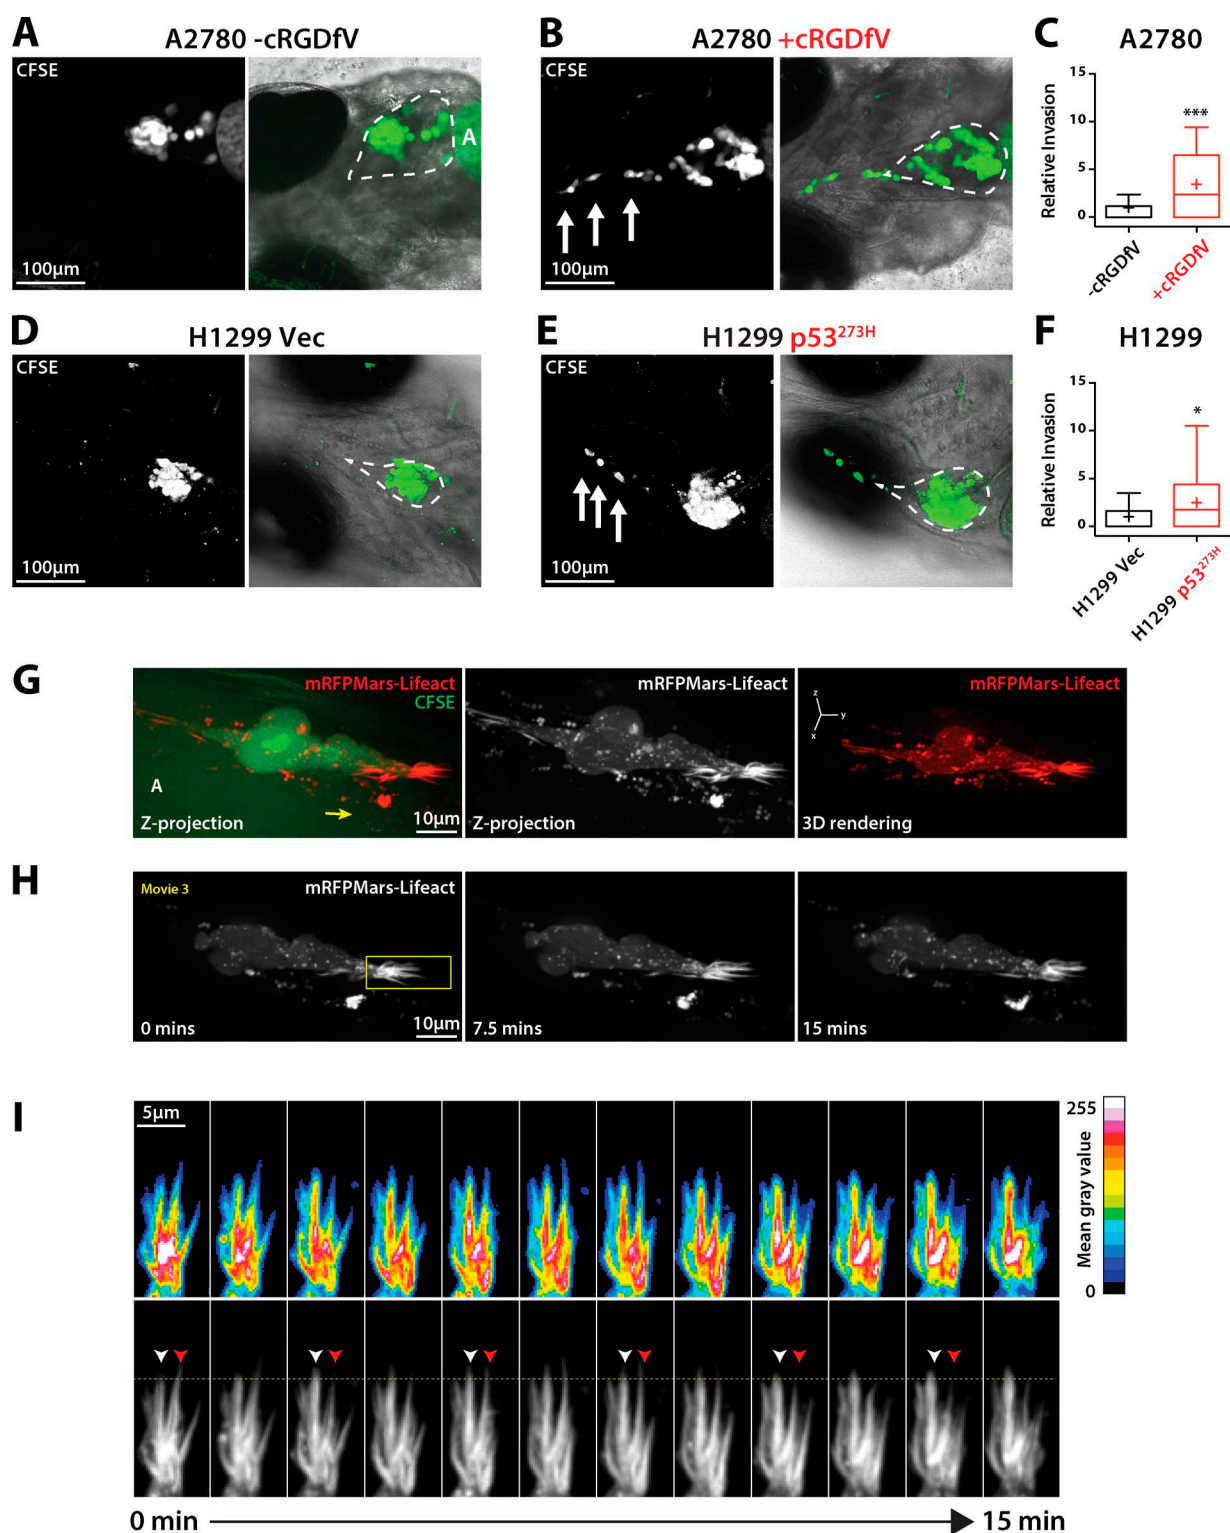 A
A2780 -cRGDfV
CFSE
A
100µm
B
A2780 +cRGDfV
CFSE
100µm
C
A2780
Relative Invasion
15
10
5
0
***
-cRGDfV
+cRGDfV
D
H1299 Vec
CFSE
100µm
E
H1299 p53273H
CFSE
100µm
F
H1299
Relative Invasion
15
10
5
0
*
H1299 Vec
H1299 p53273H
G
mRFPMars-Lifeact
CFSE
A
Z-projection
10µm
mRFPMars-Lifeact
Z-projection
mRFPMars-Lifeact
z
y
x
3D rendering
H
Movie 3
mRFPMars-Lifeact
0 mins
10µm
7.5 mins
15 mins
I
5µm
255
Mean gray value
0
0 min
15 min